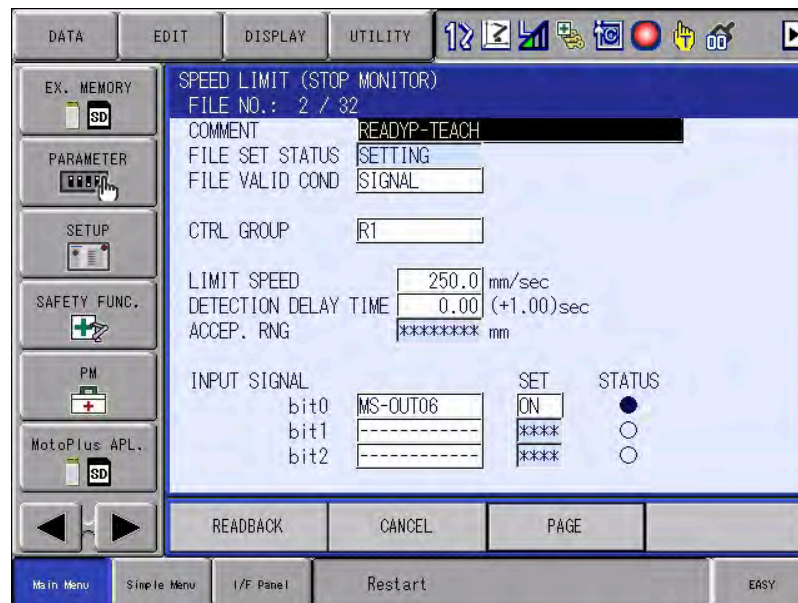 DATA EDIT DISPLAY UTILITY
EX. MEMORY
SD
PARAMETER
SETUP
SAFETY FUNC.
PM
MotoPlus APL.
SD
SPEED LIMIT (STOP MONITOR)
FILE NO.: 2 / 32
COMMENT READYP-TEACH
FILE SET STATUS SETTING
FILE VALID COND SIGNAL
CTRL GROUP R1
LIMIT SPEED 250.0 mm/sec
DETECTION DELAY TIME 0.00 (+1.00)sec
ACCEP. RNG ******** mm
INPUT SIGNAL SET STATUS
bit0 MS-OUT06 ON
bit1 ------------ ****
bit2 ------------ ****
READBACK CANCEL PAGE
Main Menu Simple Menu I/F Panel Restart EASY